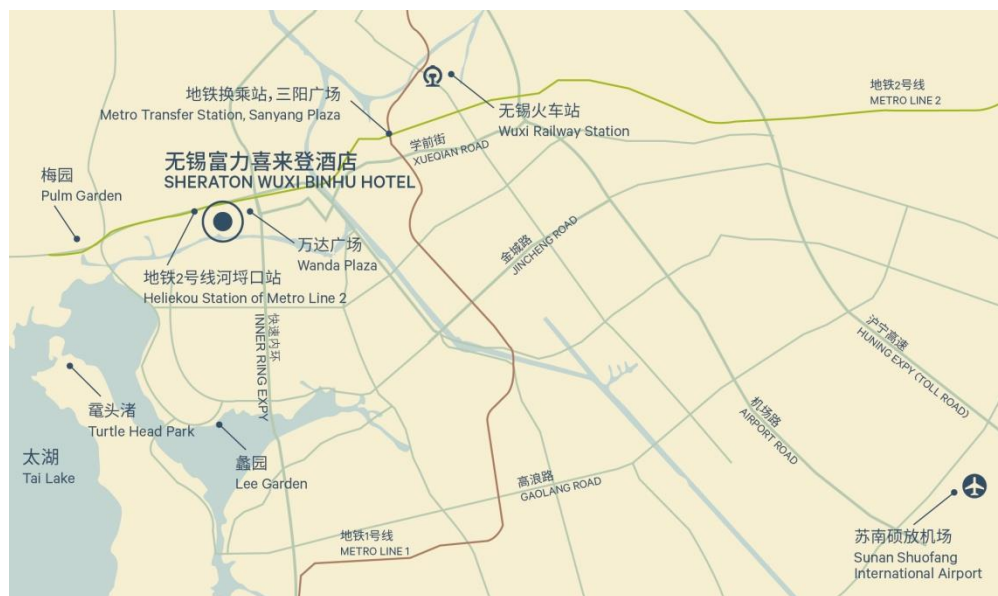 地铁2号线
METRO LINE 2
地铁换乘站,三阳广场
Metro Transfer Station, Sanyang Plaza
无锡火车站
Wuxi Railway Station
学前街
XUEQIAN ROAD
无锡富力喜来登酒店
SHERATON WUXI BINHU HOTEL
梅园
Pulm Garden
万达广场
Wanda Plaza
金城路
JINCHENG ROAD
地铁2号线河埒口站
Heliekou Station of Metro Line 2
快速内环
INNER RING EXPY
沪宁高速
HUNING EXPY (TOLL ROAD)
鼋头渚
Turtle Head Park
机场路
AIRPORT ROAD
太湖
Tai Lake
蠡园
Lee Garden
高浪路
GAOLANG ROAD
地铁1号线
METRO LINE 1
苏南硕放机场
Sunan Shuofang
International Airport